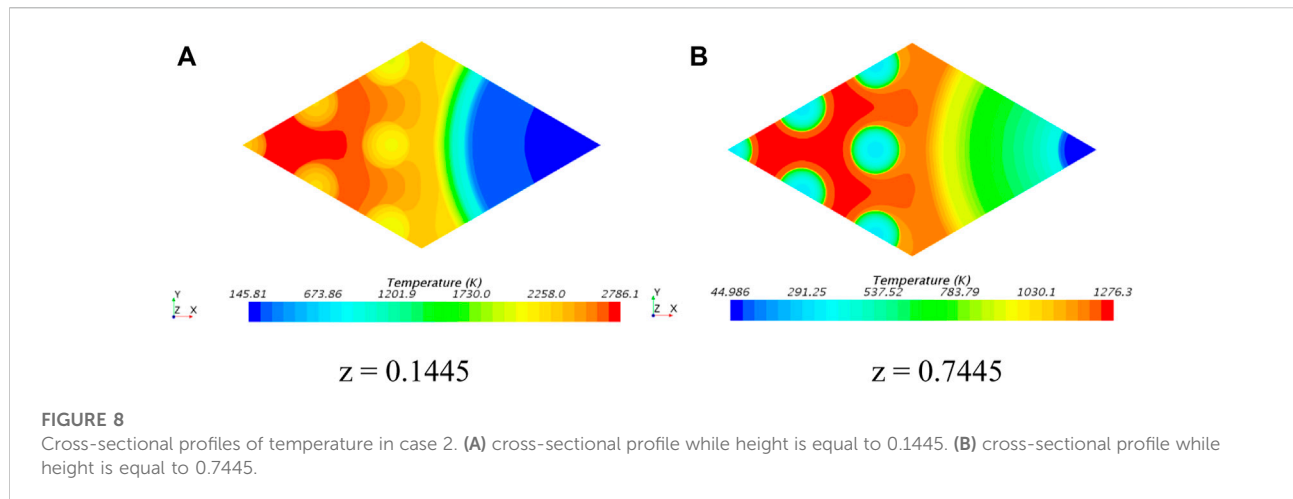 A
B
Temperature (K)
145.81 673.86 1201.9 1730.0 2258.0 2786.1
Y
Z X
Temperature (K)
44.986 291.25 537.52 783.79 1030.1 1276.3
Y
Z X
z = 0.1445
z = 0.7445
FIGURE 8
Cross-sectional profiles of temperature in case 2. (A) cross-sectional profile while height is equal to 0.1445. (B) cross-sectional profile while
height is equal to 0.7445.